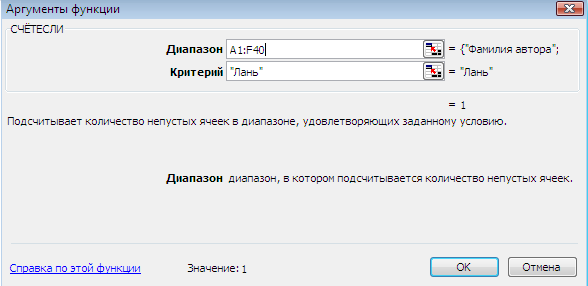 Аргументы функции
СЧЁТЕСЛИ
Диапазон A1:F40 = {"Фамилия автора";
Критерий "Лань" = "Лань"
= 1
Подсчитывает количество непустых ячеек в диапазоне, удовлетворяющих заданному условию.
Диапазон диапазон, в котором подсчитывается количество непустых ячеек.
Справка по этой функции Значение: 1 ОК Отмена